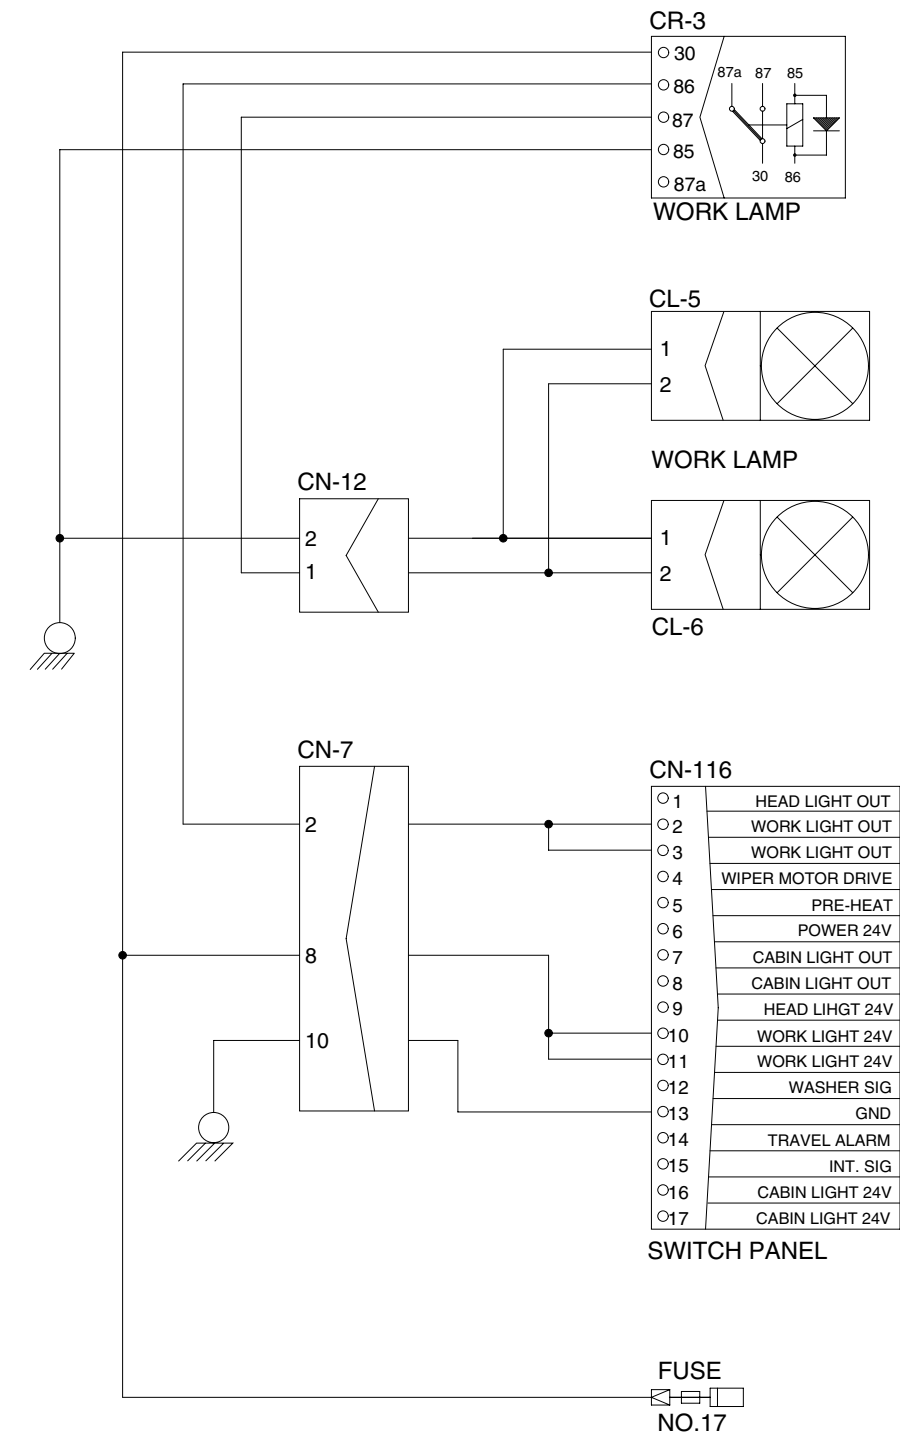 CR-3
30
86
87
85
87a
87a 87 85
30 86
WORK LAMP
CL-5
1
2
WORK LAMP
CN-12
2
1
1
2
CL-6
CN-7
2
8
10
CN-116
1 HEAD LIGHT OUT
2 WORK LIGHT OUT
3 WORK LIGHT OUT
4 WIPER MOTOR DRIVE
5 PRE-HEAT
6 POWER 24V
7 CABIN LIGHT OUT
8 CABIN LIGHT OUT
9 HEAD LIHGT 24V
10 WORK LIGHT 24V
11 WORK LIGHT 24V
12 WASHER SIG
13 GND
14 TRAVEL ALARM
15 INT. SIG
16 CABIN LIGHT 24V
17 CABIN LIGHT 24V
SWITCH PANEL
FUSE
NO.17